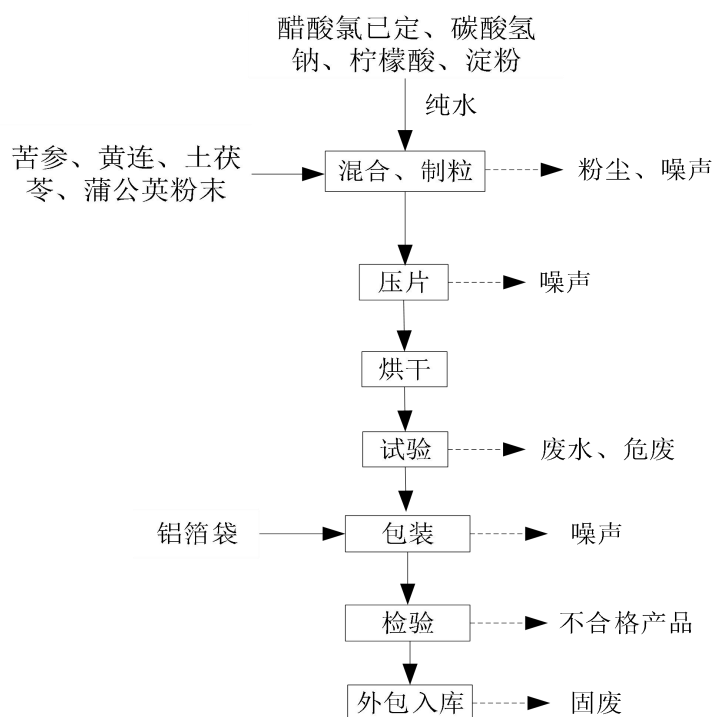 醋酸氯己定、碳酸氢
钠、柠檬酸、淀粉
纯水
苦参、黄连、土茯
苓、蒲公英粉末
混合、制粒
粉尘、噪声
压片
噪声
烘干
试验
废水、危废
铝箔袋
包装
噪声
检验
不合格产品
外包入库
固废